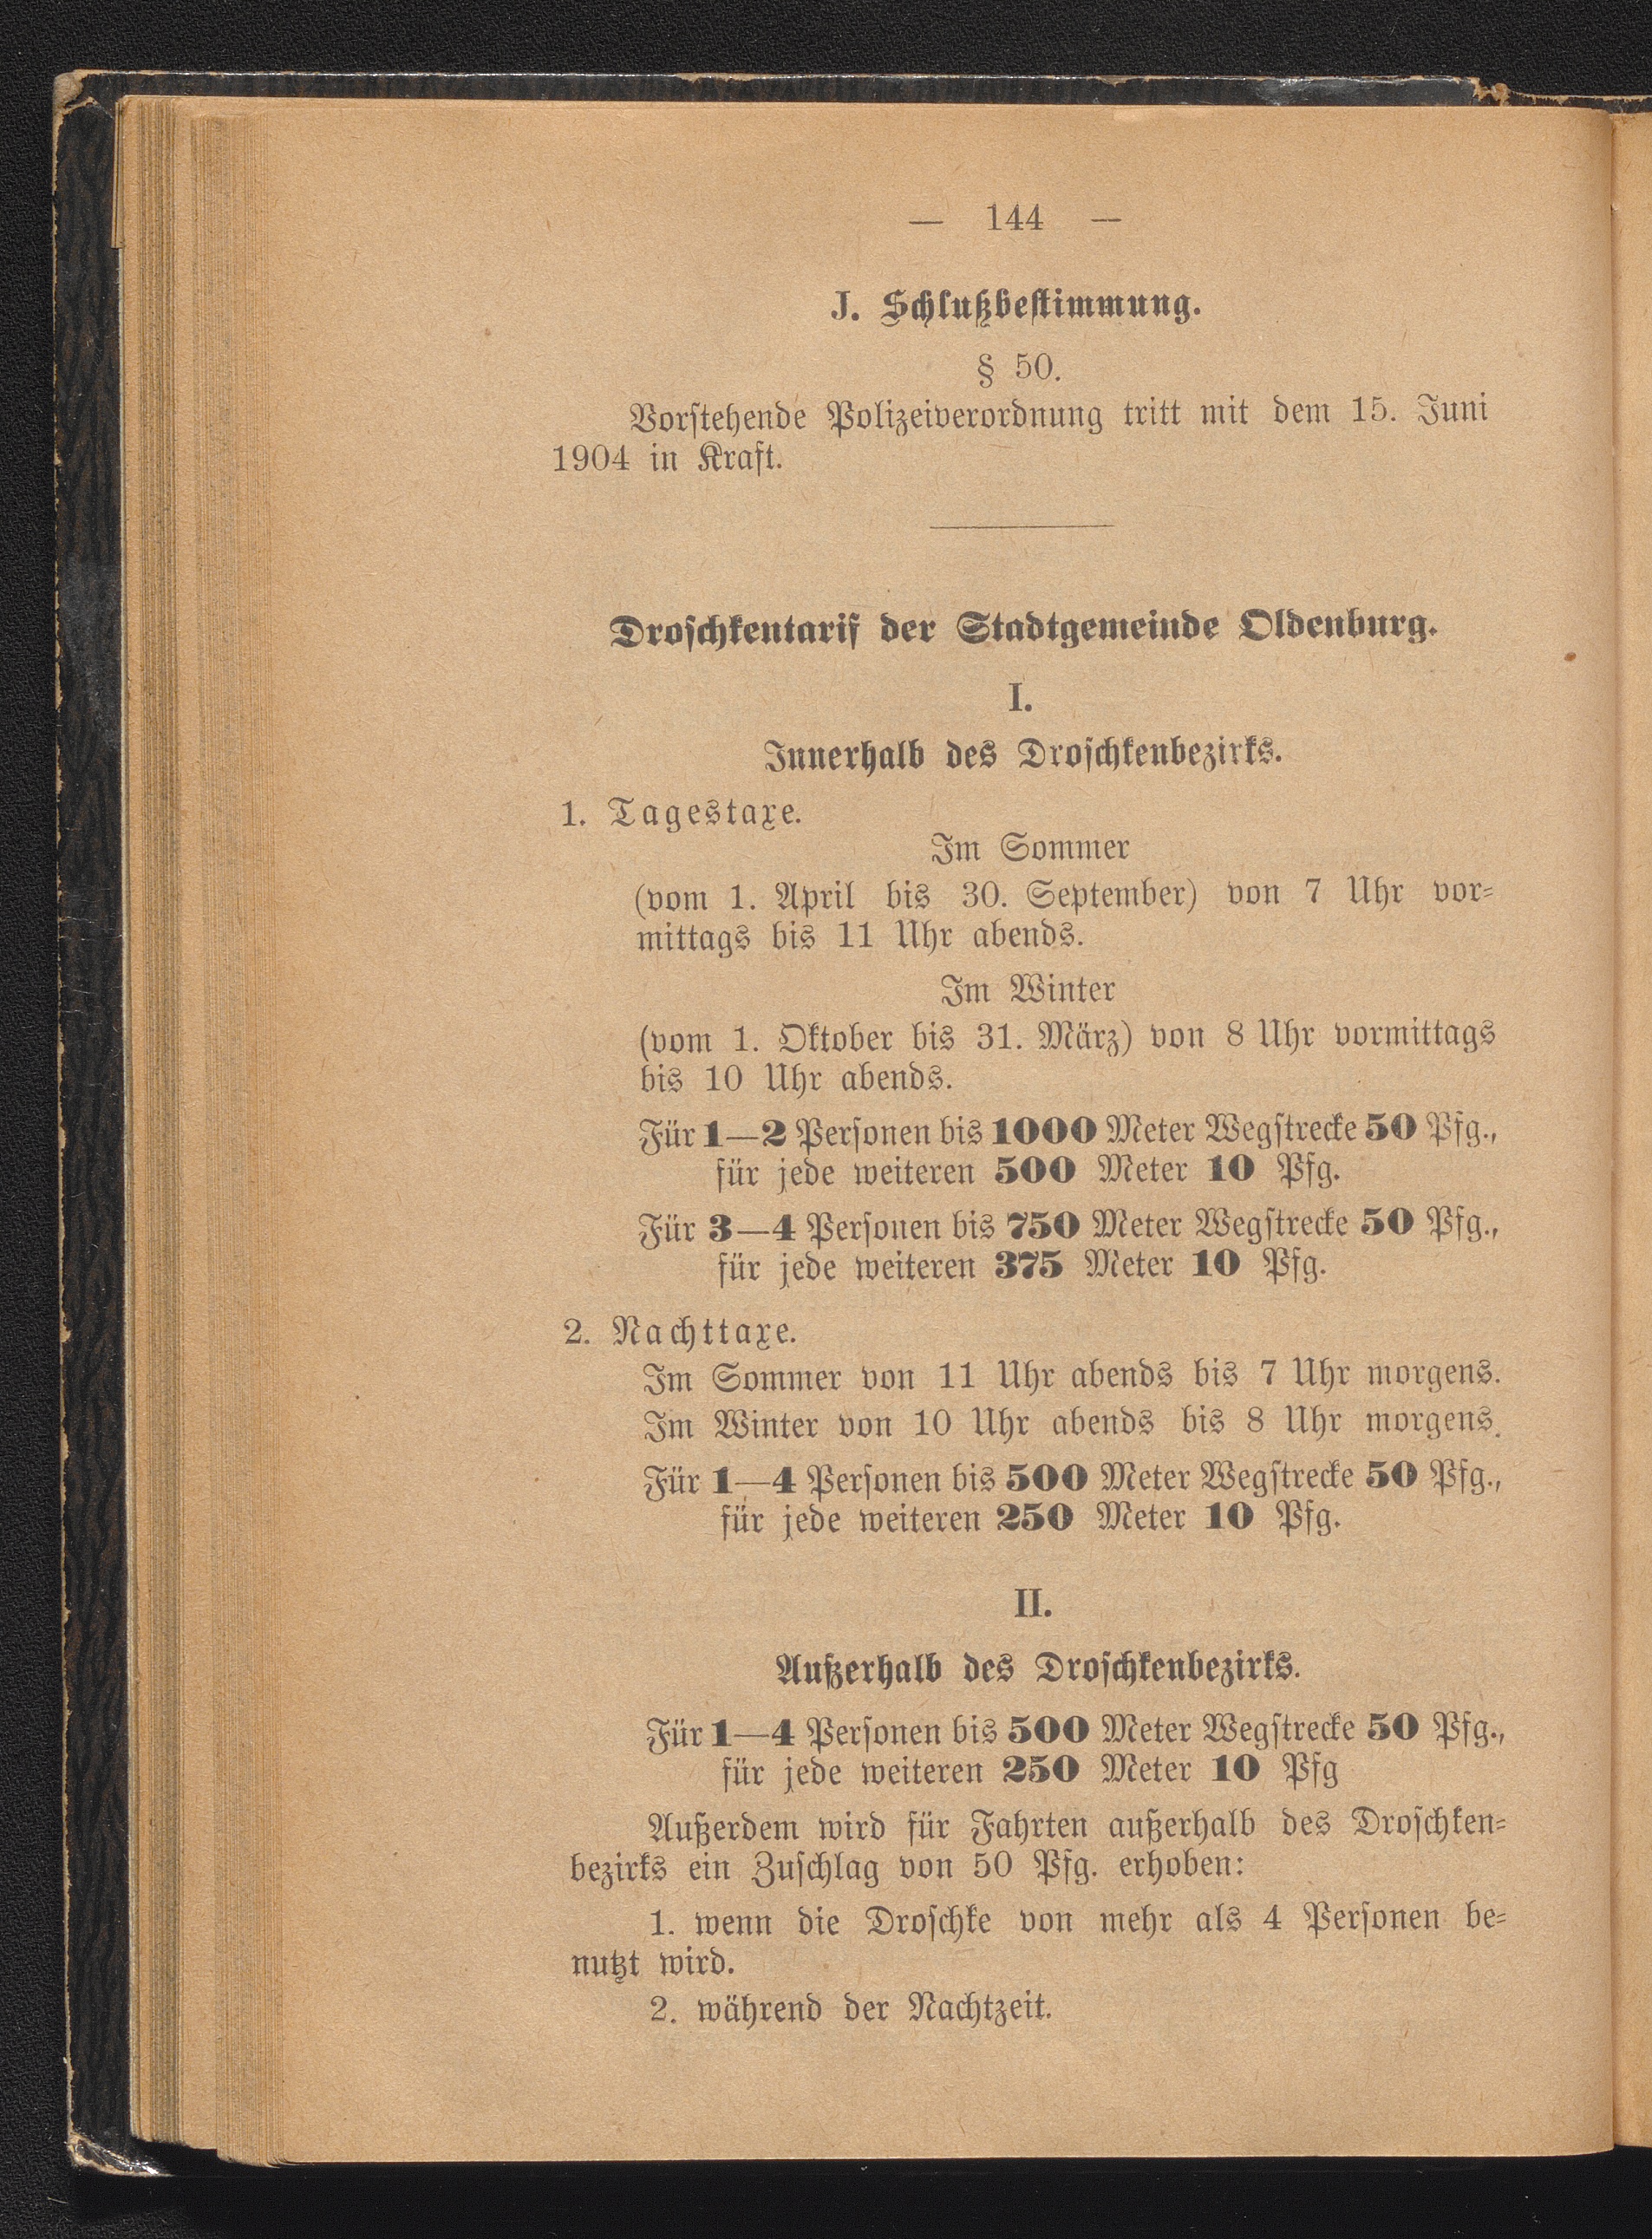 — 144 —
J. Schlußbestimmung.
§ 50.
Vorstehende Polizeiverordnung tritt mit dem 15. Juni
1904 in Kraft.
Droschkentarif der Stadtgemeinde Oldenburg.
I.
Innerhalb des Droschkenbezirks.
1. Tagestaxe.
Im Sommer
(vom 1. April bis 30. September) von 7 Uhr vor-
mittags bis 11 Uhr abends.
Im Winter
(vom 1. Oktober bis 31. März) von 8 Uhr vormittags
bis 10 Uhr abends.
Für 1—2 Personen bis 1000 Meter Wegstrecke 50 Pfg.,
für jede weiteren 500 Meter 10 Pfg.
Für 3—4 Personen bis 750 Meter Wegstrecke 50 Pfg.,
für jede weiteren 375 Meter 10 Pfg.
2. Nachttaxe.
Im Sommer von 11 Uhr abends bis 7 Uhr morgens.
Im Winter von 10 Uhr abends bis 8 Uhr morgens.
Für 1—4 Personen bis 500 Meter Wegstrecke 50 Pfg.,
für jede weiteren 250 Meter 10 Pfg.
II.
Außerhalb des Droschkenbezirks.
Für 1—4 Personen bis 500 Meter Wegstrecke 50 Pfg.,
für jede weiteren 250 Meter 10 Pfg
Außerdem wird für Fahrten außerhalb des Droschken-
bezirks ein Zuschlag von 50 Pfg. erhoben:
1. wenn die Droschke von mehr als 4 Personen be-
nutzt wird.
2. während der Nachtzeit.